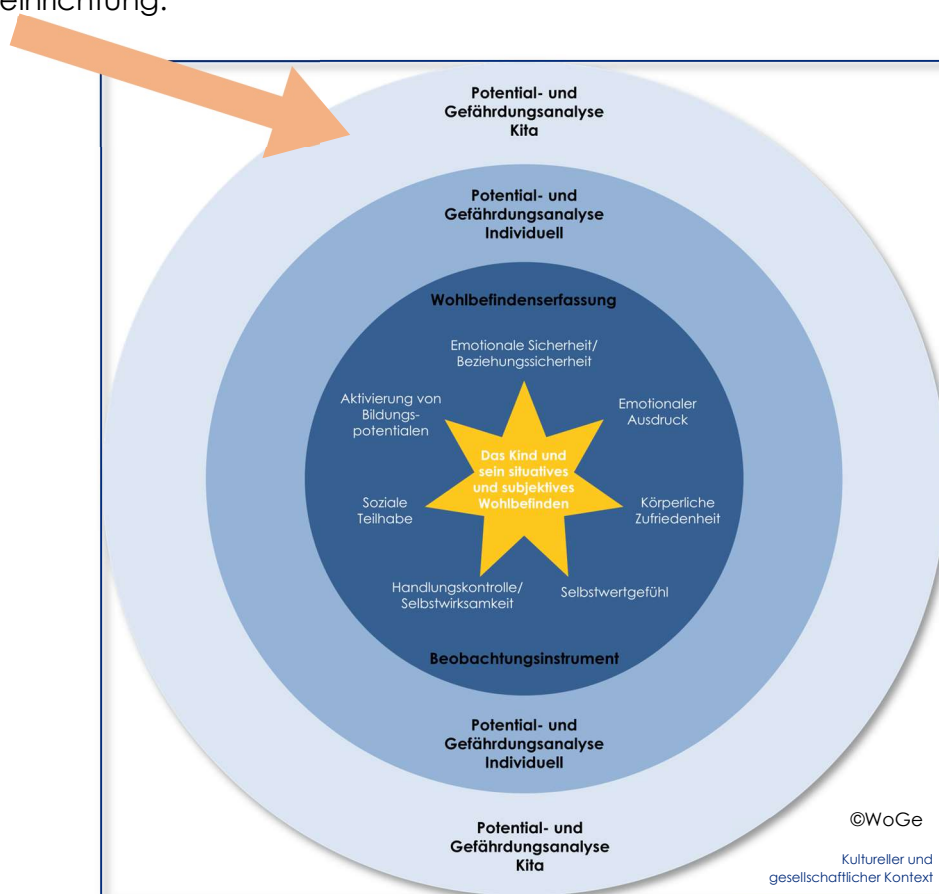 einrichtung.
Potential- und
Gefährdungsanalyse
Kita
Potential- und
Gefährdungsanalyse
Individuell
Wohlbefindenserfassung
Emotionale Sicherheit/
Beziehungssicherheit
Aktivierung von
Bildungs-
potentialen
Emotionaler
Ausdruck
Das Kind und
sein situatives
und subjektives
Wohlbefinden
Soziale
Teilhabe
Körperliche
Zufriedenheit
Handlungskontrolle/
Selbstwirksamkeit
Selbstwertgefühl
Beobachtungsinstrument
Potential- und
Gefährdungsanalyse
Individuell
Potential- und
Gefährdungsanalyse
Kita
©WoGe
Kultureller und
gesellschaftlicher Kontext